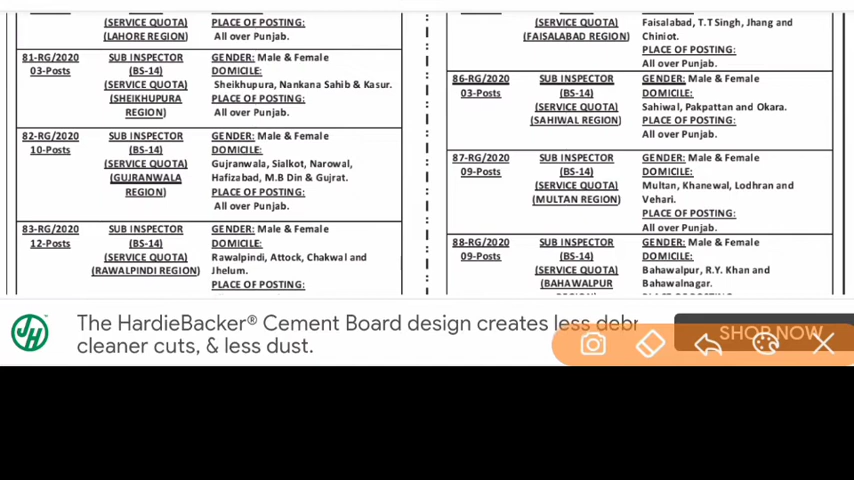 (SERVICE QUOTA)
(LAHORE REGION)
PLACE OF POSTING:
All over Punjab.
81-RG/2020
03-Posts
SUB INSPECTOR
(BS-14)
(SERVICE QUOTA)
(SHEIKHUPURA
REGION)
GENDER: Male & Female
DOMICILE:
Sheikhupura, Nankana Sahib & Kasur.
PLACE OF POSTING:
All over Punjab.
82-RG/2020
10-Posts
SUB INSPECTOR
(BS-14)
(SERVICE QUOTA)
(GUJRANWALA
REGION)
GENDER: Male & Female
DOMICILE:
Gujranwala, Sialkot, Narowal,
Hafizabad, M.B Din & Gujrat.
PLACE OF POSTING:
All over Punjab.
83-RG/2020
12-Posts
SUB INSPECTOR
(BS-14)
(SERVICE QUOTA)
(RAWALPINDI REGION)
GENDER: Male & Female
DOMICILE:
Rawalpindi, Attock, Chakwal and
Jhelum.
PLACE OF POSTING:
(SERVICE QUOTA)
(FAISALABAD REGION)
Faisalabad, T.T Singh, Jhang and
Chiniot.
PLACE OF POSTING:
All over Punjab.
86-RG/2020
03-Posts
SUB INSPECTOR
(BS-14)
(SERVICE QUOTA)
(SAHIWAL REGION)
GENDER: Male & Female
DOMICILE:
Sahiwal, Pakpattan and Okara.
PLACE OF POSTING:
All over Punjab.
87-RG/2020
09-Posts
SUB INSPECTOR
(BS-14)
(SERVICE QUOTA)
(MULTAN REGION)
GENDER: Male & Female
DOMICILE:
Multan, Khanewal, Lodhran and
Vehari.
PLACE OF POSTING:
All over Punjab.
88-RG/2020
09-Posts
SUB INSPECTOR
(BS-14)
(SERVICE QUOTA)
(BAHAWALPUR
GENDER: Male & Female
DOMICILE:
Bahawalpur, R.Y. Khan and
Bahawalnagar.
JH
The HardieBacker® Cement Board design creates less debr
cleaner cuts, & less dust.
SHOP NOW